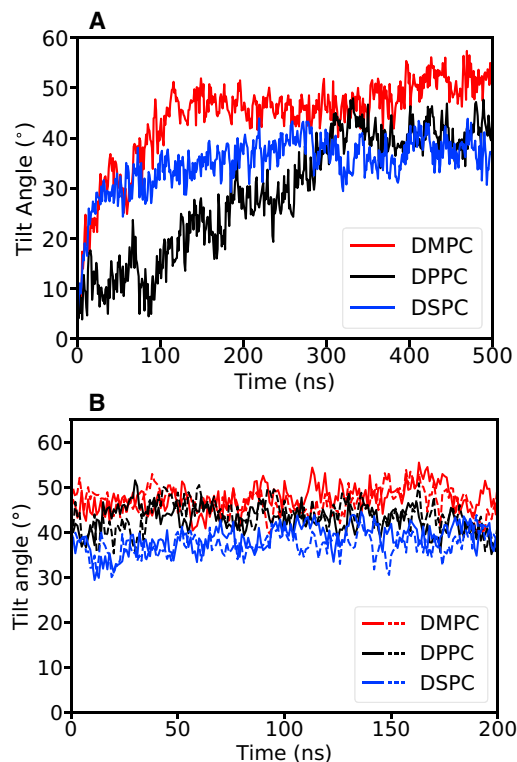 A
60
50
40
30
20
10
0
Tilt Angle (°)
DMPC
DPPC
DSPC
0 100 200 300 400 500
Time (ns)
B
60
50
40
30
20
10
0
Tilt angle (°)
DMPC
DPPC
DSPC
0 50 100 150 200
Time (ns)